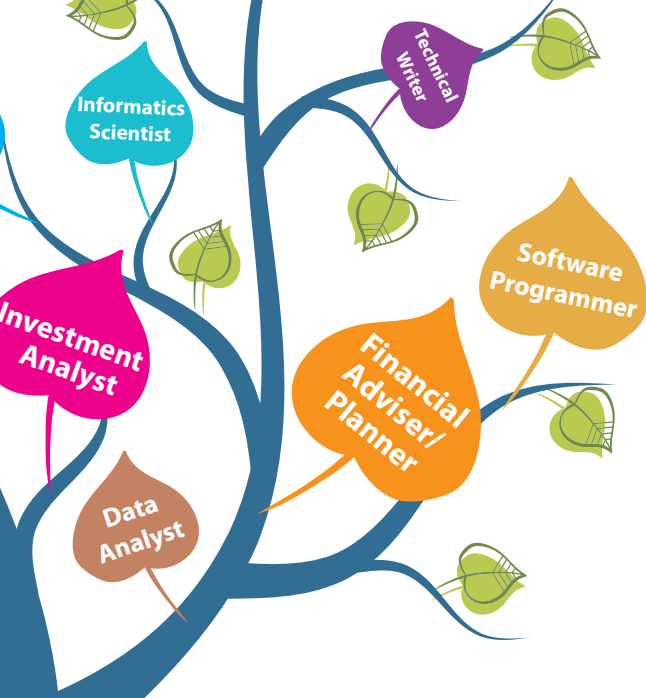 Technical
Writer
Informatics
Scientist
Software
Programmer
Investment
Analyst
Financial
Adviser/
Planner
Data
Analyst